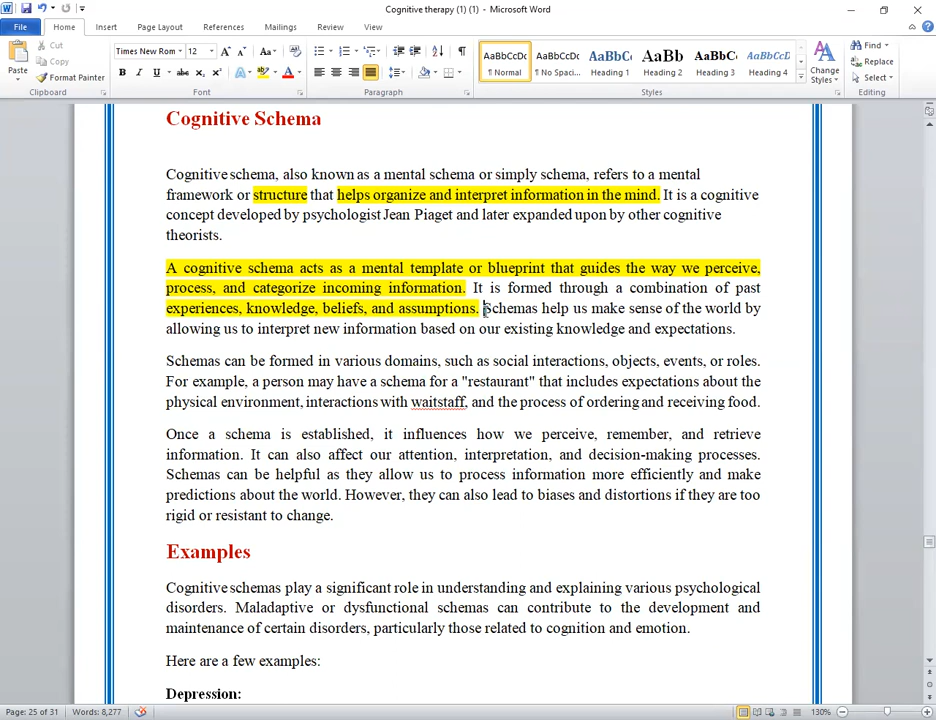 Cognitive therapy (1) (1) - Microsoft Word
File Home Insert Page Layout References Mailings Review View
Paste
Cut
Copy
Format Painter
Clipboard
Times New Rom 12
Font
Paragraph
AaBbCcDc AaBbCcDc AaBbCc AaBb AaBbCc AaBbCcD
¶ Normal ¶ No Spaci... Heading 1 Heading 2 Heading 3 Heading 4
Change
Styles
Styles
Find
Replace
Select
Editing
Cognitive Schema
Cognitive schema, also known as a mental schema or simply schema, refers to a mental
framework or structure that helps organize and interpret information in the mind. It is a cognitive
concept developed by psychologist Jean Piaget and later expanded upon by other cognitive
theorists.
A cognitive schema acts as a mental template or blueprint that guides the way we perceive,
process, and categorize incoming information. It is formed through a combination of past
experiences, knowledge, beliefs, and assumptions. Schemas help us make sense of the world by
allowing us to interpret new information based on our existing knowledge and expectations.
Schemas can be formed in various domains, such as social interactions, objects, events, or roles.
For example, a person may have a schema for a "restaurant" that includes expectations about the
physical environment, interactions with waitstaff, and the process of ordering and receiving food.
Once a schema is established, it influences how we perceive, remember, and retrieve
information. It can also affect our attention, interpretation, and decision-making processes.
Schemas can be helpful as they allow us to process information more efficiently and make
predictions about the world. However, they can also lead to biases and distortions if they are too
rigid or resistant to change.
Examples
Cognitive schemas play a significant role in understanding and explaining various psychological
disorders. Maladaptive or dysfunctional schemas can contribute to the development and
maintenance of certain disorders, particularly those related to cognition and emotion.
Here are a few examples:
Depression:
Page: 25 of 31 Words: 8,277 130%